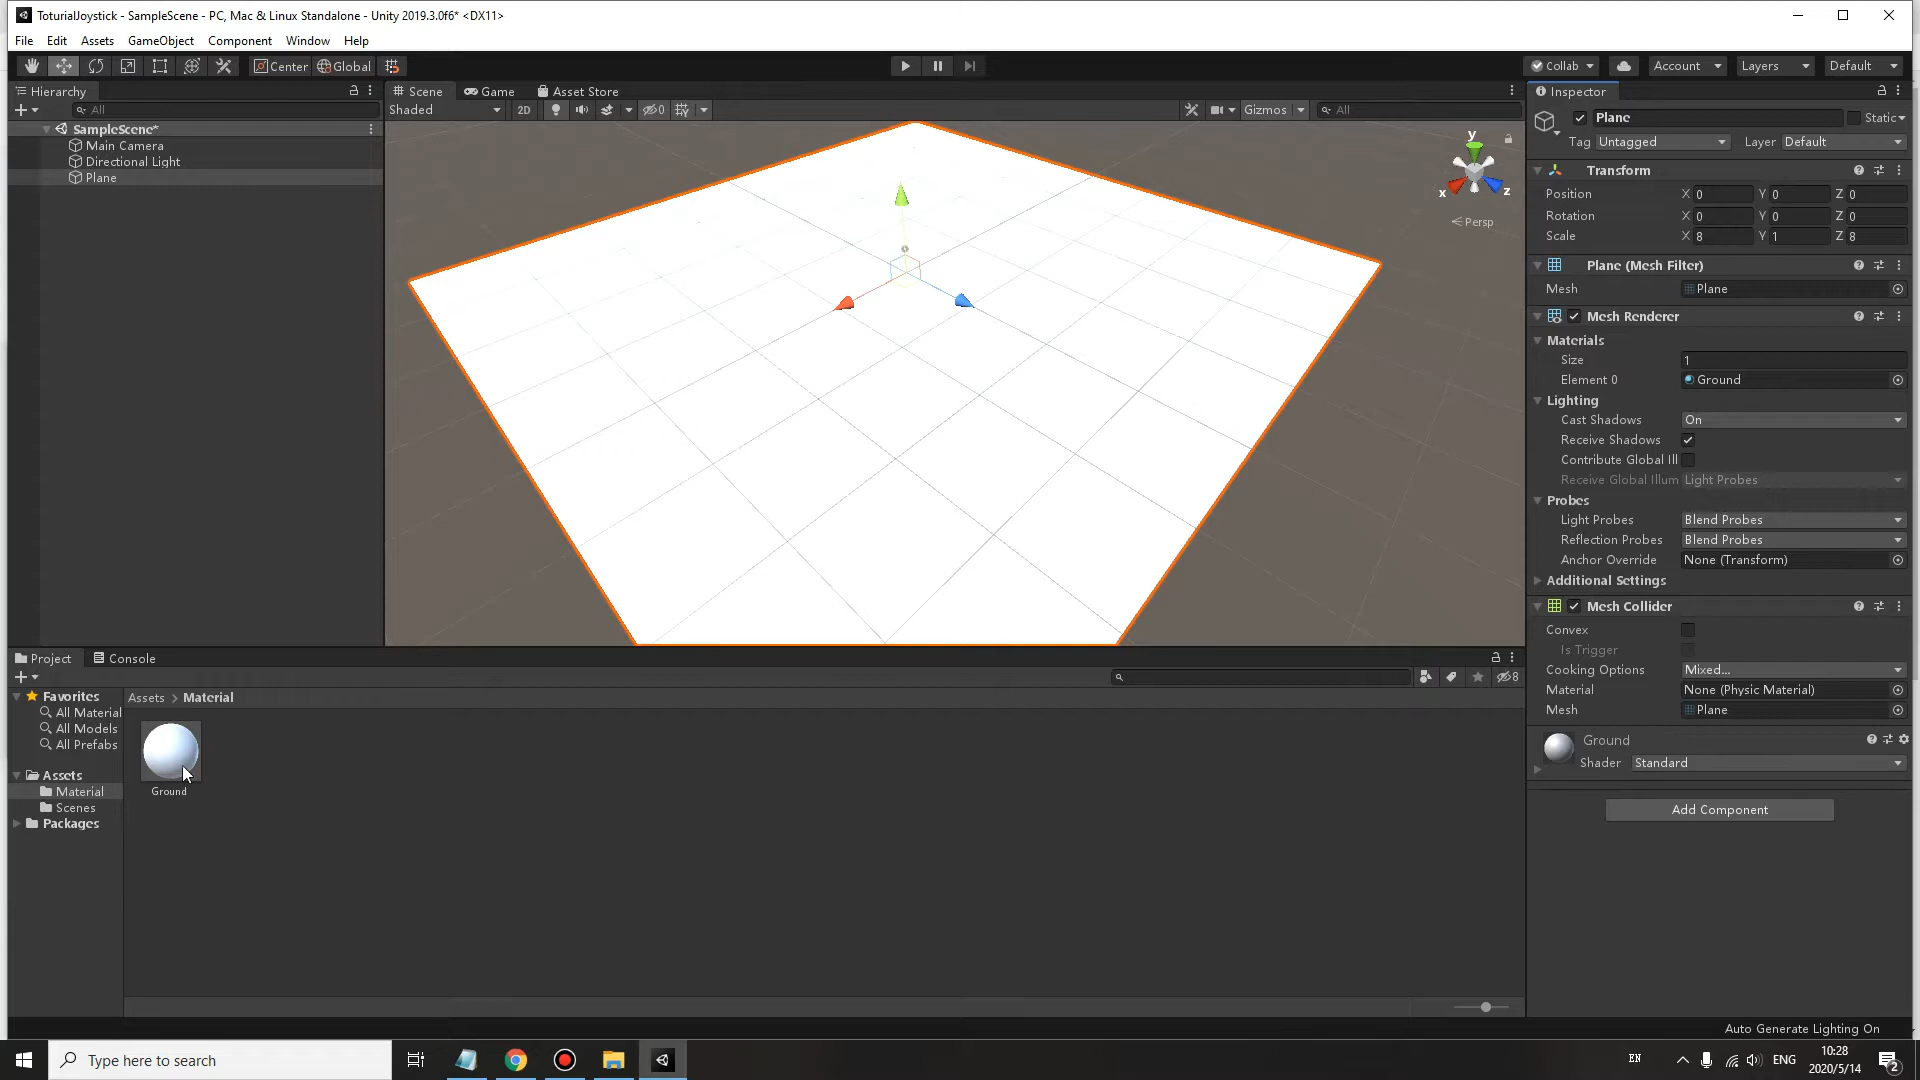 ToturialJoystick - SampleScene - PC, Mac & Linux Standalone - Unity 2019.3.0f6* <DX11>
File Edit Assets GameObject Component Window Help
Center Global Collab Account Layers Default
Hierarchy
All
SampleScene*
Main Camera
Directional Light
Plane
Scene Game Asset Store
Shaded 2D 0 Gizmos All
y
x z
Persp
Inspector
Plane Static
Tag Untagged Layer Default
Transform
Position X 0 Y 0 Z 0
Rotation X 0 Y 0 Z 0
Scale X 8 Y 1 Z 8
Plane (Mesh Filter)
Mesh Plane
Mesh Renderer
Materials
Size 1
Element 0 Ground
Lighting
Cast Shadows On
Receive Shadows
Contribute Global Ill
Receive Global Illum Light Probes
Probes
Light Probes Blend Probes
Reflection Probes Blend Probes
Anchor Override None (Transform)
Additional Settings
Mesh Collider
Convex
Is Trigger
Cooking Options Mixed...
Material None (Physic Material)
Mesh Plane
Ground
Shader Standard
Add Component
Project Console
8
Favorites
All Material
All Models
All Prefabs
Assets
Material
Scenes
Packages
Assets > Material
Ground
Auto Generate Lighting On
Type here to search
EN
ENG
10:28
2020/5/14
2